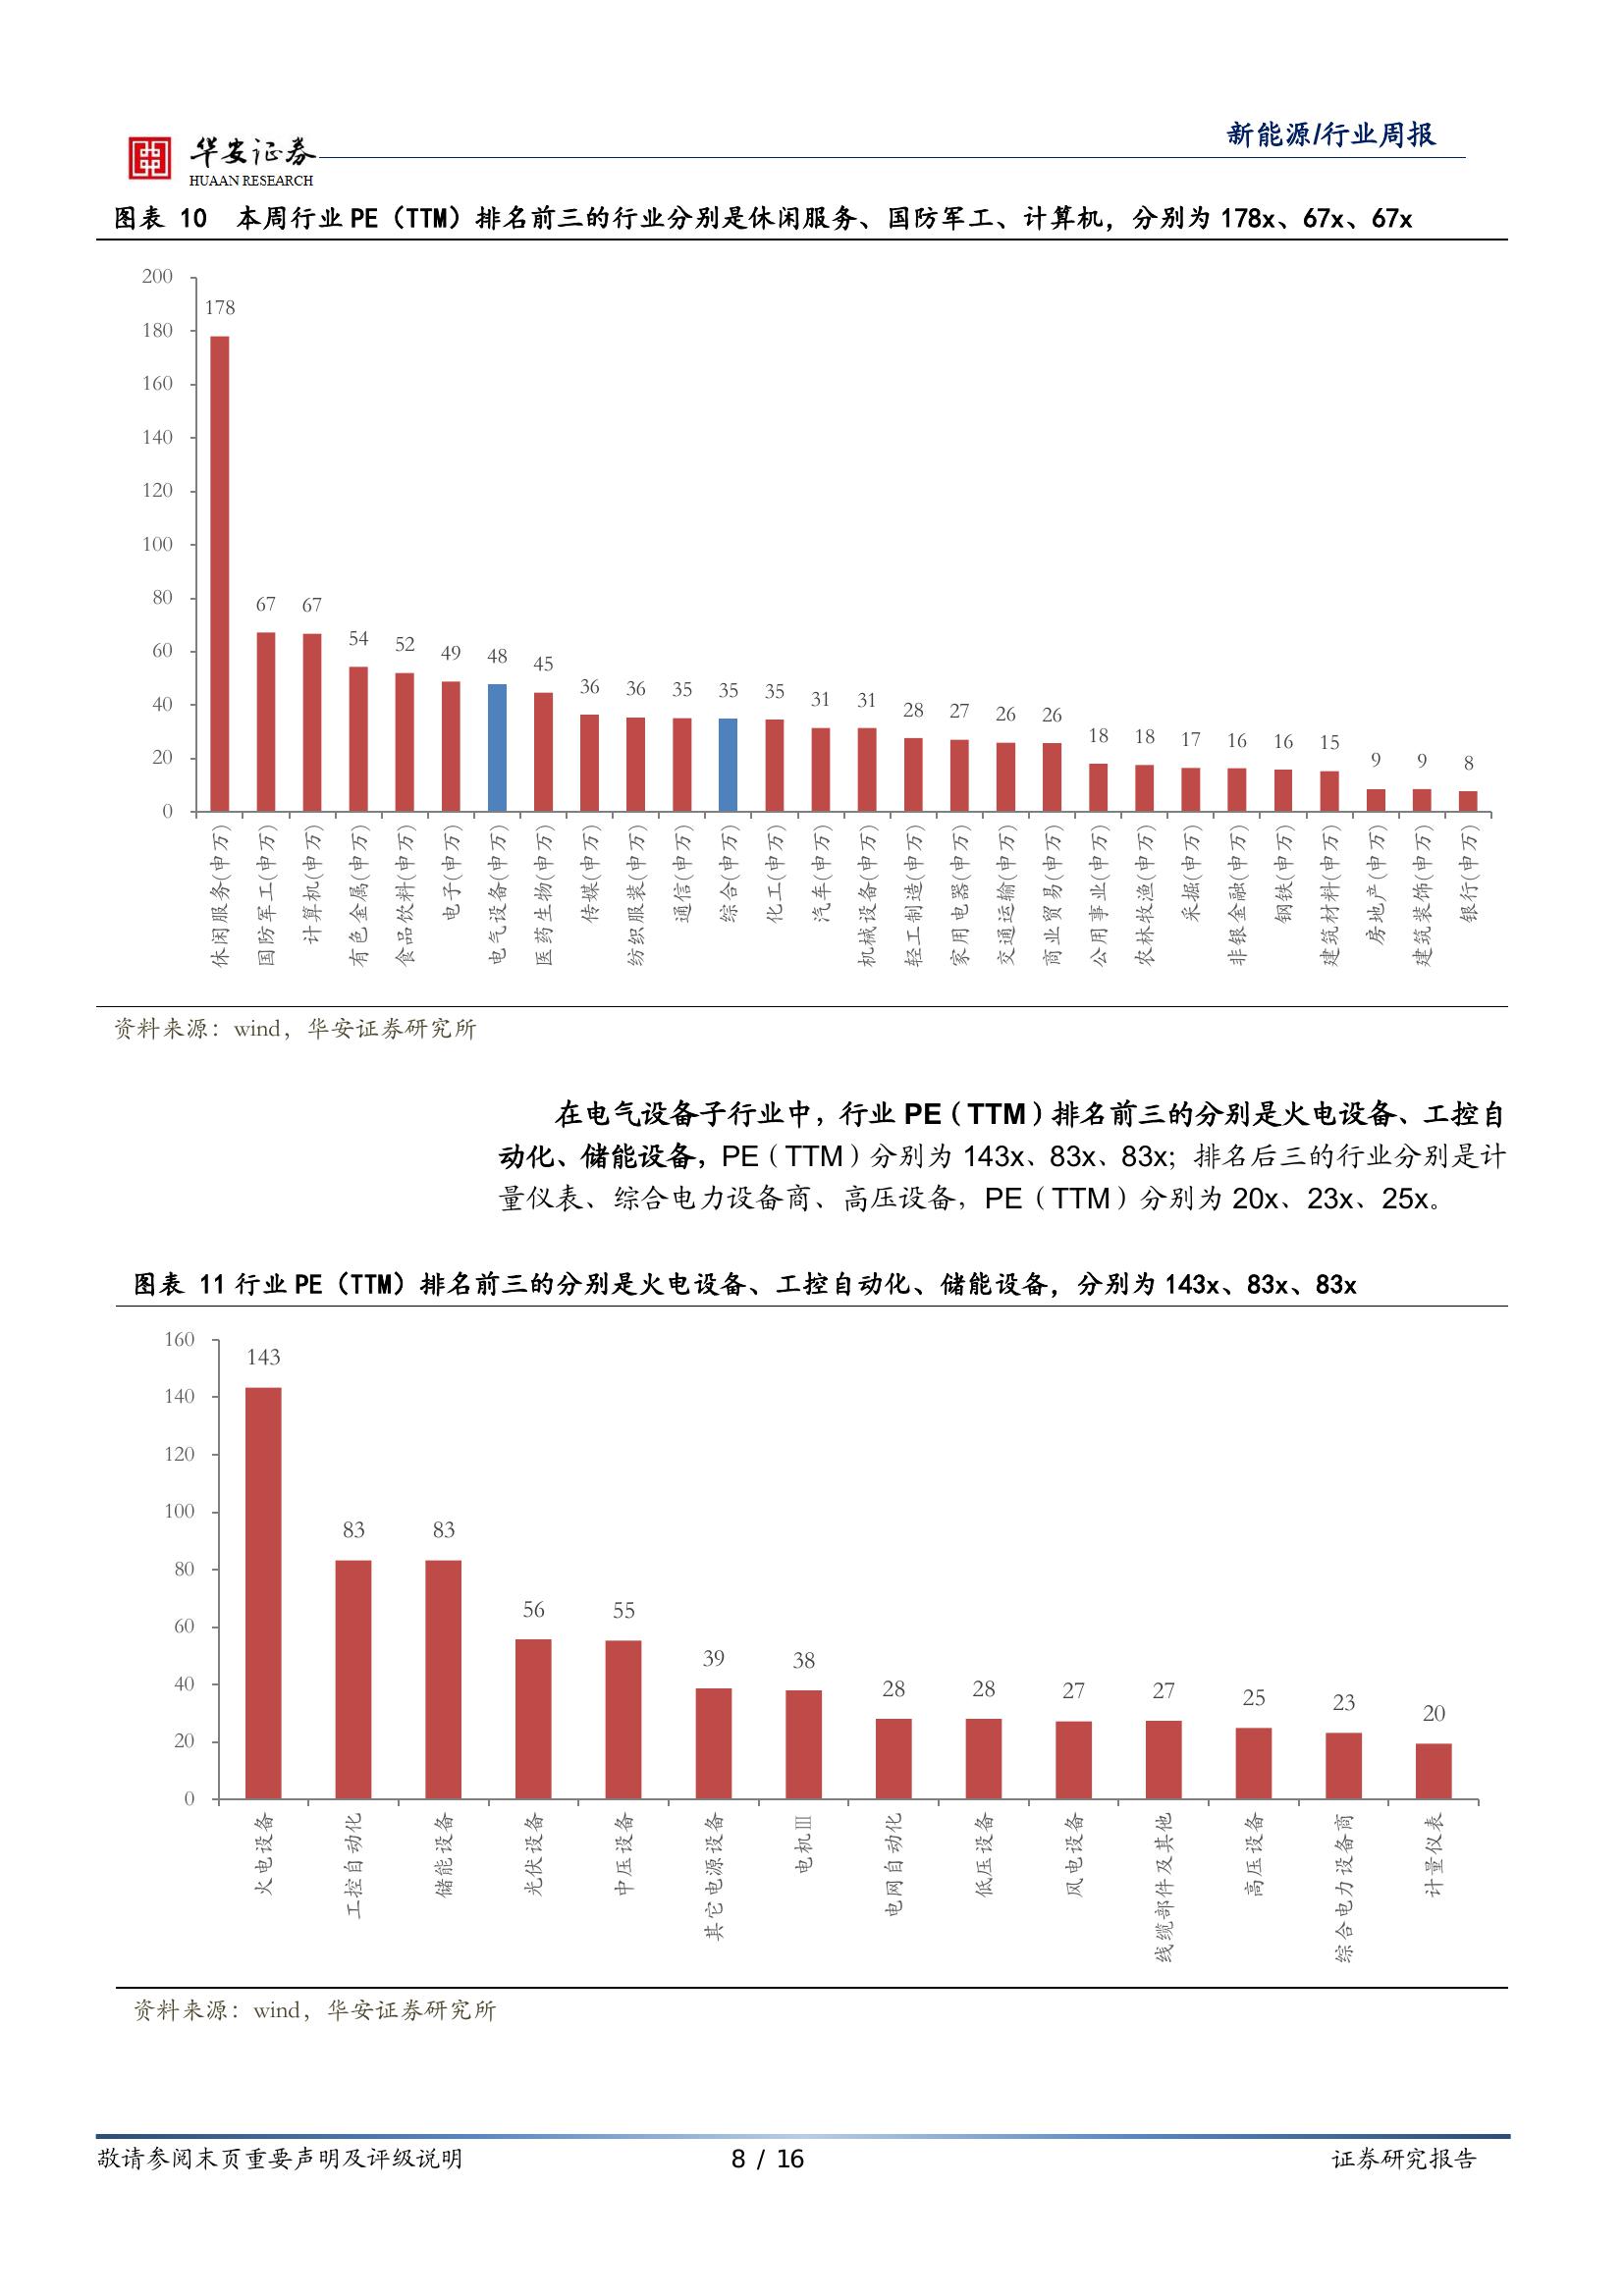 新能源/行业周报
华安证券
HUAAN RESEARCH
图表 10 本周行业 PE（TTM）排名前三的行业分别是休闲服务、国防军工、计算机，分别为 178x、67x、67x
200
180
160
140
120
100
80
60
40
20
0
178 67 67 54 52 49 48 45 36 36 35 35 35 31 31 28 27 26 26 18 18 17 16 16 15 9 9 8
休闲服务(申万)
国防军工(申万)
计算机(申万)
有色金属(申万)
食品饮料(申万)
电子(申万)
电气设备(申万)
医药生物(申万)
传媒(申万)
纺织服装(申万)
通信(申万)
综合(申万)
化工(申万)
汽车(申万)
机械设备(申万)
轻工制造(申万)
家用电器(申万)
交通运输(申万)
商业贸易(申万)
公用事业(申万)
农林牧渔(申万)
采掘(申万)
非银金融(申万)
钢铁(申万)
建筑材料(申万)
房地产(申万)
建筑装饰(申万)
银行(申万)
资料来源：wind，华安证券研究所
在电气设备子行业中，行业 PE（TTM）排名前三的分别是火电设备、工控自
动化、储能设备，PE（TTM）分别为 143x、83x、83x；排名后三的行业分别是计
量仪表、综合电力设备商、高压设备，PE（TTM）分别为 20x、23x、25x。
图表 11 行业 PE（TTM）排名前三的分别是火电设备、工控自动化、储能设备，分别为 143x、83x、83x
160
140
120
100
80
60
40
20
0
143 83 83 56 55 39 38 28 28 27 27 25 23 20
火电设备
工控自动化
储能设备
光伏设备
中压设备
其它电源设备
电机Ⅲ
电网自动化
低压设备
风电设备
线缆部件及其他
高压设备
综合电力设备商
计量仪表
资料来源：wind，华安证券研究所
敬请参阅末页重要声明及评级说明 8 / 16 证券研究报告